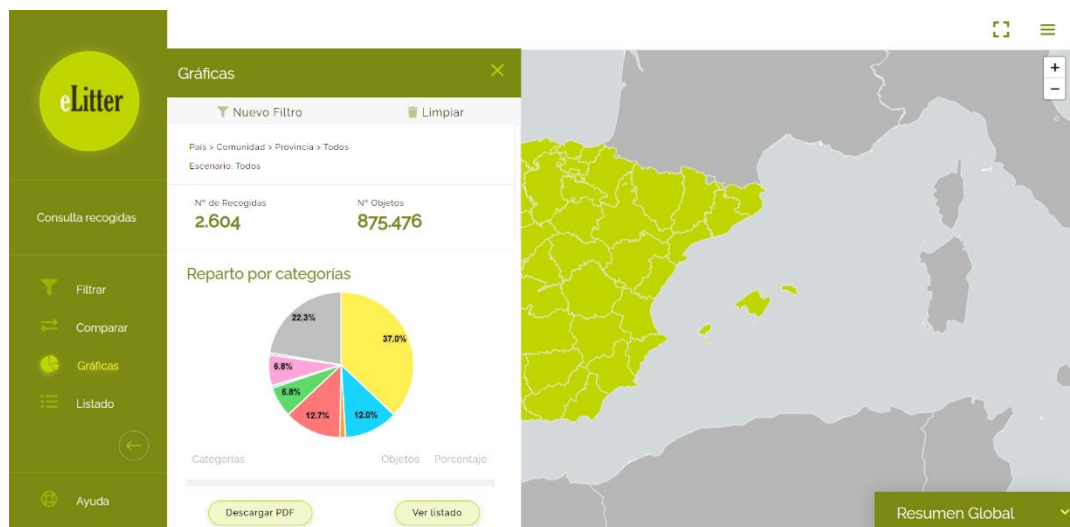 eLitter
Consulta recogidas
Filtrar
Comparar
Gráficas
Listado
Ayuda
Gráficas
Nuevo Filtro
Limpiar
País > Comunidad > Provincia > Todos
Escenario: Todos
Nº de Recogidas
Nº Objetos
2.604
875.476
Reparto por categorías
22.3%
37.0%
6.8%
6.8%
12.7%
12.0%
Categorías
Objetos
Porcentaje
Descargar PDF
Ver listado
+
−
Resumen Global